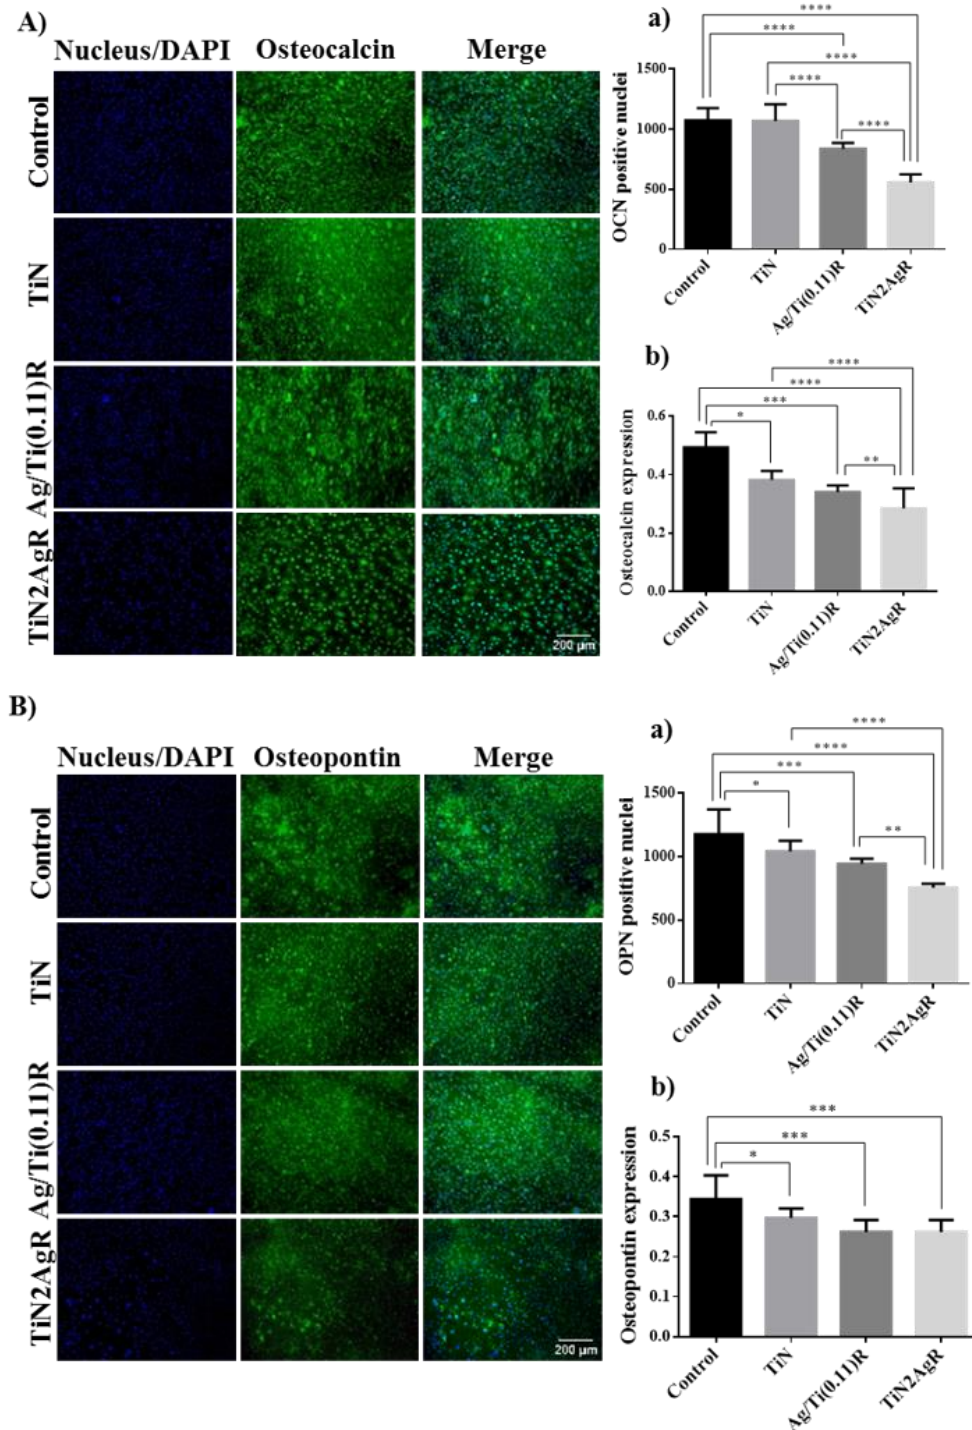 A)
Nucleus/DAPI Osteocalcin Merge
Control
TiN
Ag/Ti(0.11)R
TiN2AgR
200 µm
a)
****
****
****
****
****
OCN positive nuclei
1500
1000
500
0
Control
TiN
Ag/Ti(0.11)R
TiN2AgR
b)
****
****
***
*
**
Osteocalcin expression
0.6
0.4
0.2
0.0
Control
TiN
Ag/Ti(0.11)R
TiN2AgR
B)
Nucleus/DAPI Osteopontin Merge
Control
TiN
Ag/Ti(0.11)R
TiN2AgR
200 µm
a)
****
****
***
*
**
OPN positive nuclei
1500
1000
500
0
Control
TiN
Ag/Ti(0.11)R
TiN2AgR
b)
***
***
*
Osteopontin expression
0.5
0.4
0.3
0.2
0.1
0.0
Control
TiN
Ag/Ti(0.11)R
TiN2AgR